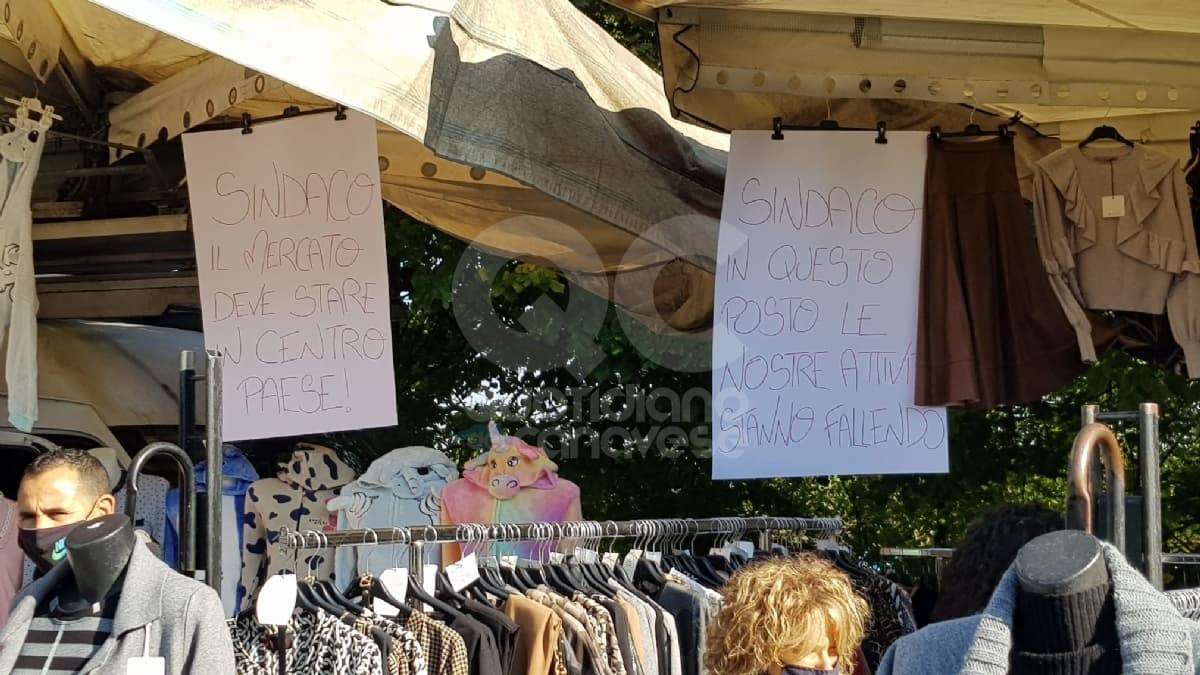 SINDACO
IL MERCATO
DEVE STARE
IN CENTRO
PAESE!
SINDACO
IN QUESTO
POSTO LE
NOSTRE ATTIVI
STANNO FALLENDO
QC
QUOTIDIANO
CANAVESE